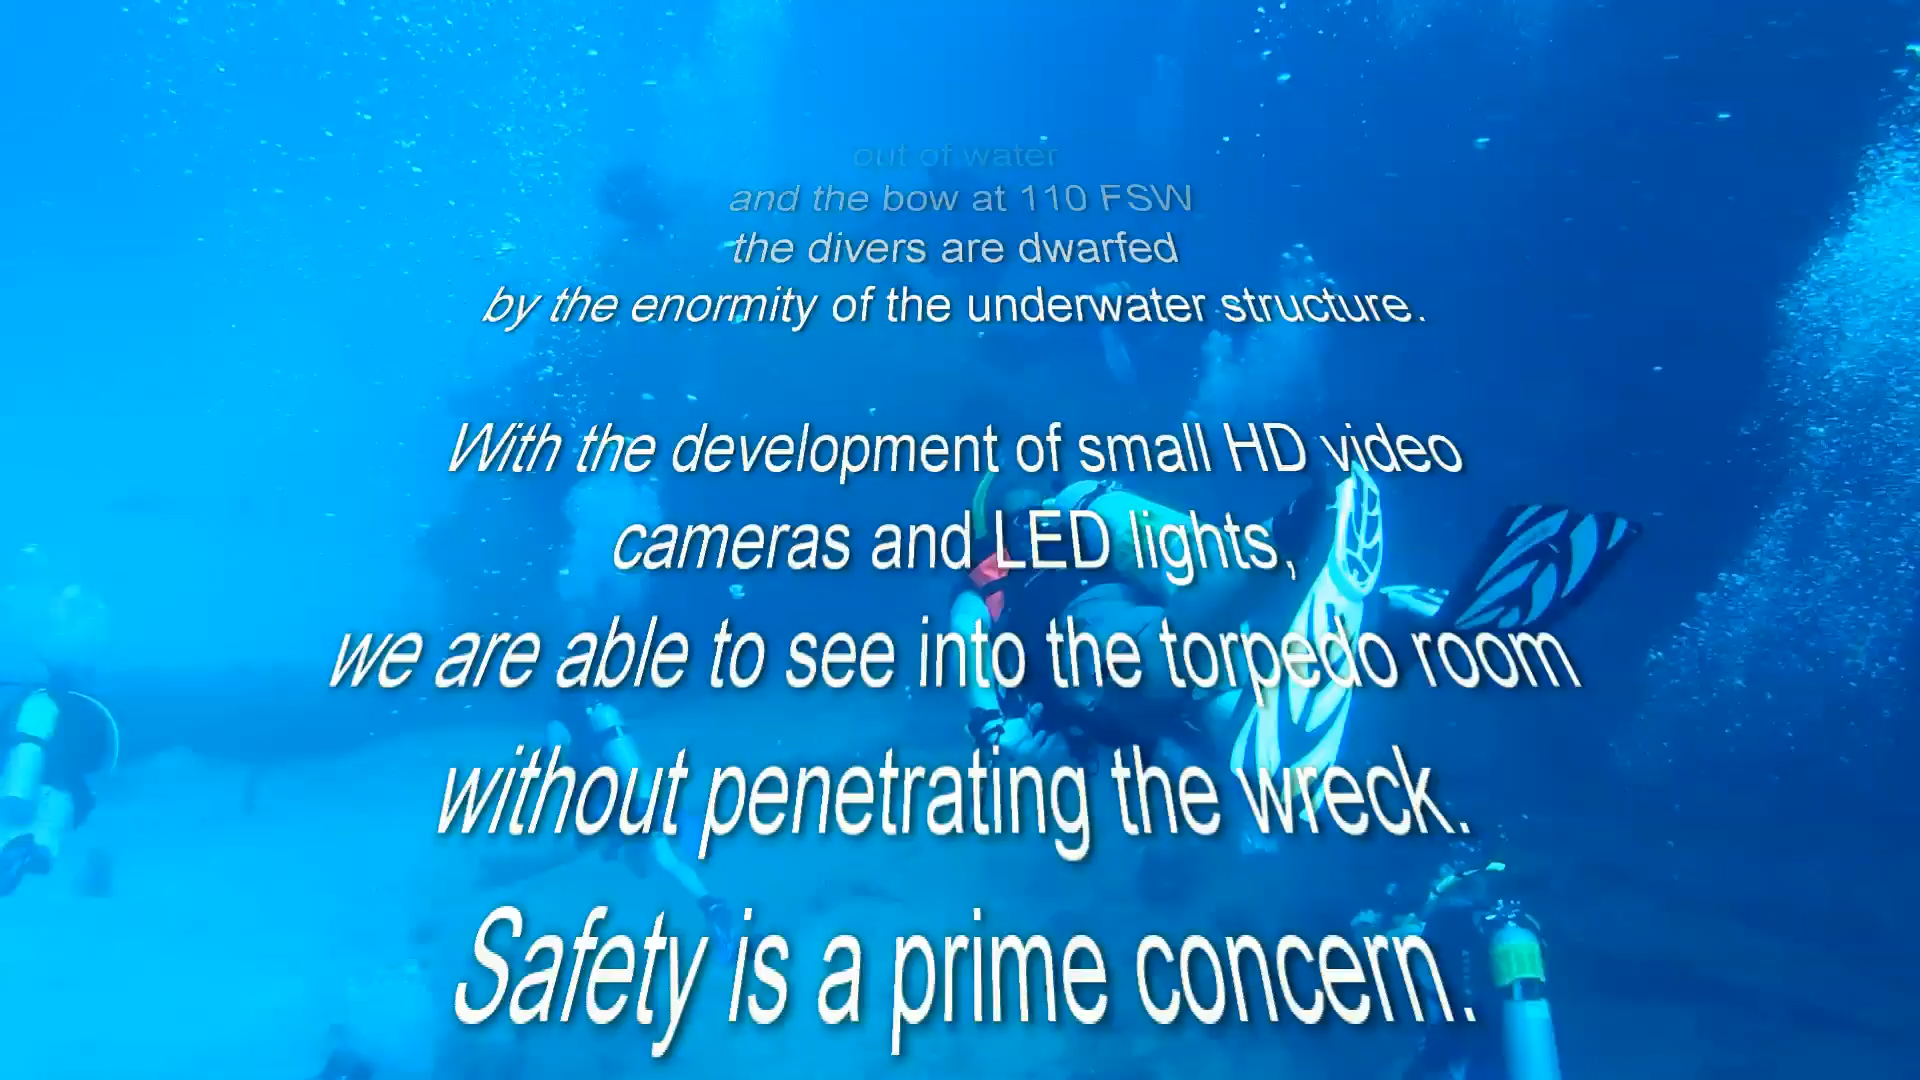 out of water
and the bow at 110 FSW
the divers are dwarfed
by the enormity of the underwater structure.
With the development of small HD video
cameras and LED lights,
we are able to see into the torpedo room
without penetrating the wreck.
Safety is a prime concern.